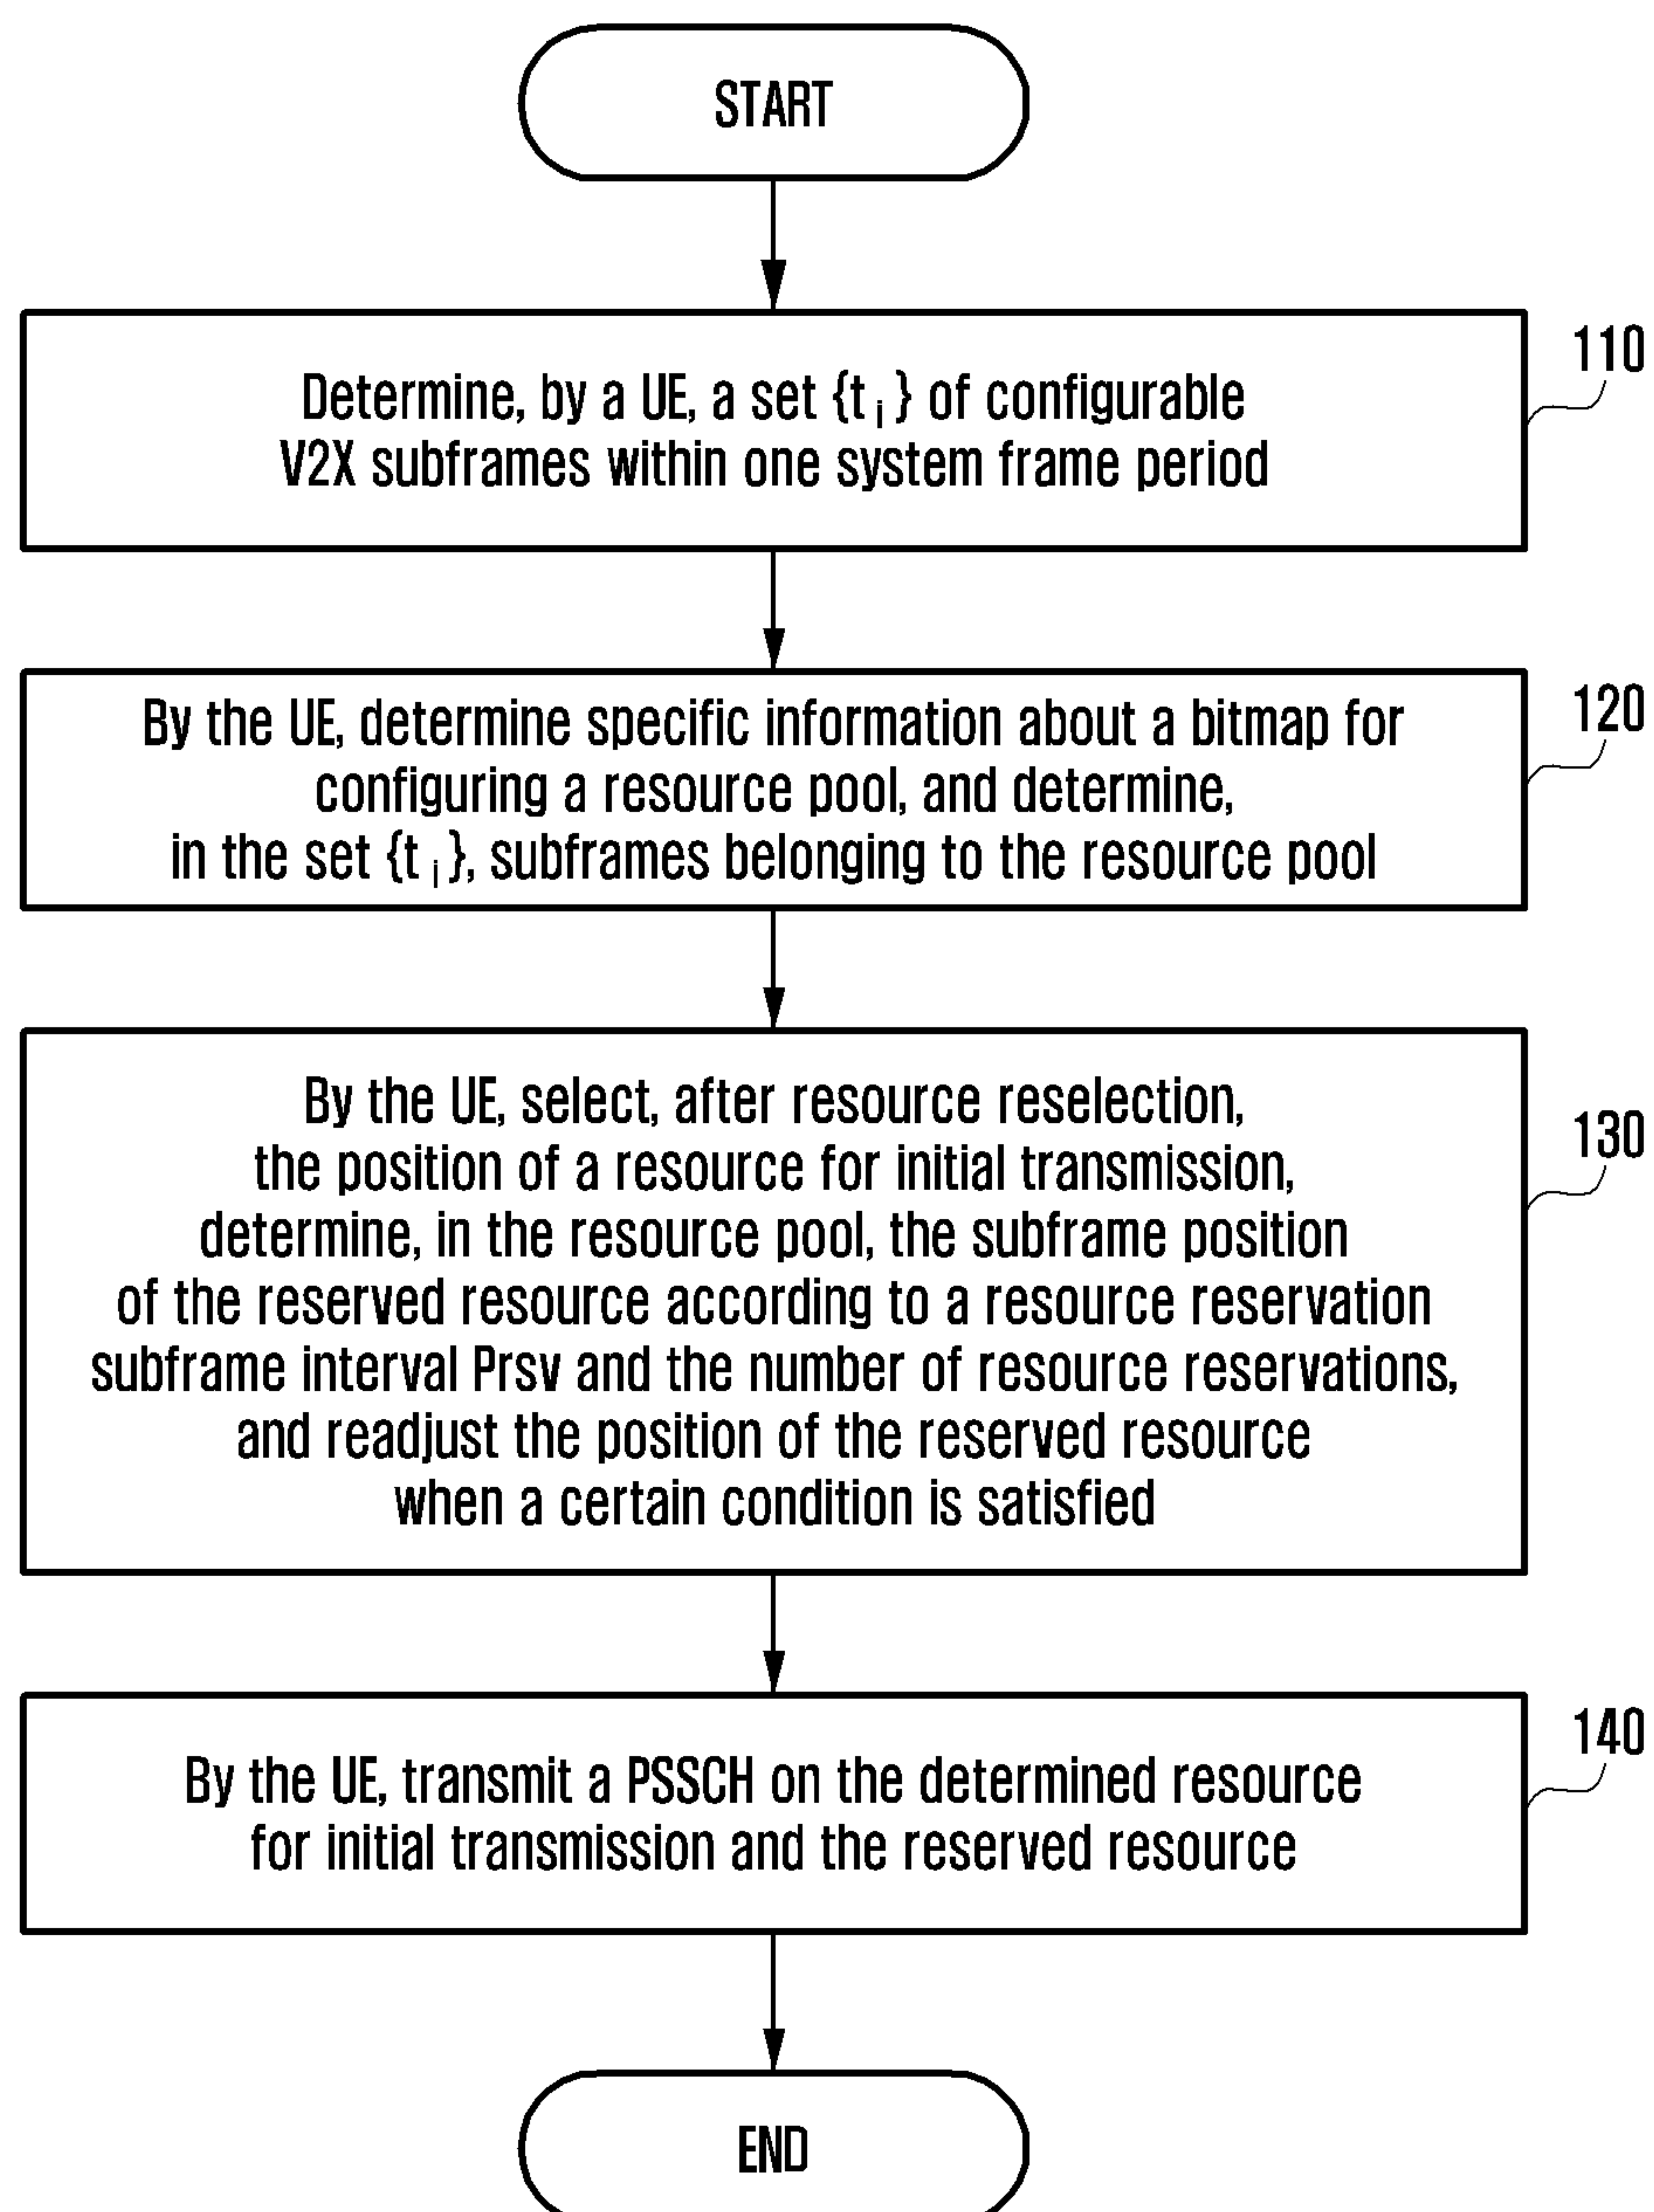 START
110
Determine, by a UE, a set {t i } of configurable
V2X subframes within one system frame period
120
By the UE, determine specific information about a bitmap for
configuring a resource pool, and determine,
in the set {t i }, subframes belonging to the resource pool
130
By the UE, select, after resource reselection,
the position of a resource for initial transmission,
determine, in the resource pool, the subframe position
of the reserved resource according to a resource reservation
subframe interval Prsv and the number of resource reservations,
and readjust the position of the reserved resource
when a certain condition is satisfied
140
By the UE, transmit a PSSCH on the determined resource
for initial transmission and the reserved resource
END